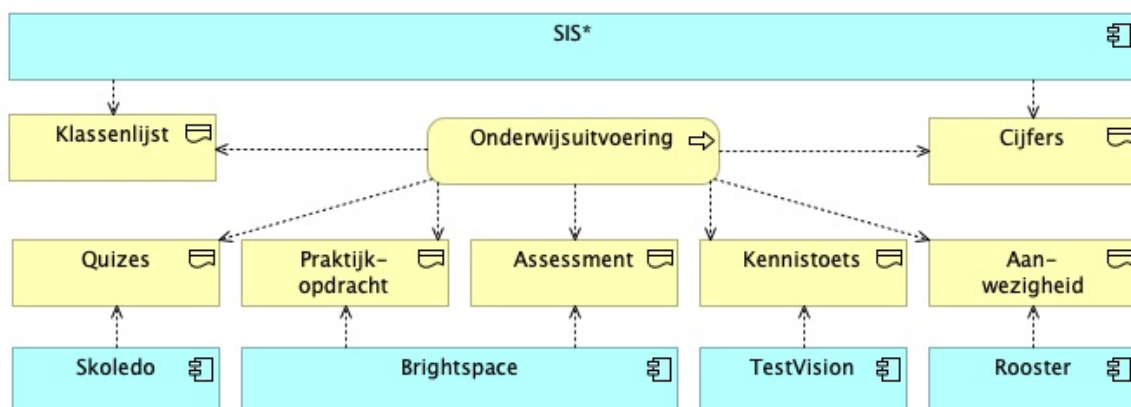 SIS*
Klassenlijst
Onderwijsuitvoering
Cijfers
Quizes
Praktijk-
opdracht
Assessment
Kennistoets
Aan-
wezigheid
Skoledo
Brightspace
TestVision
Rooster